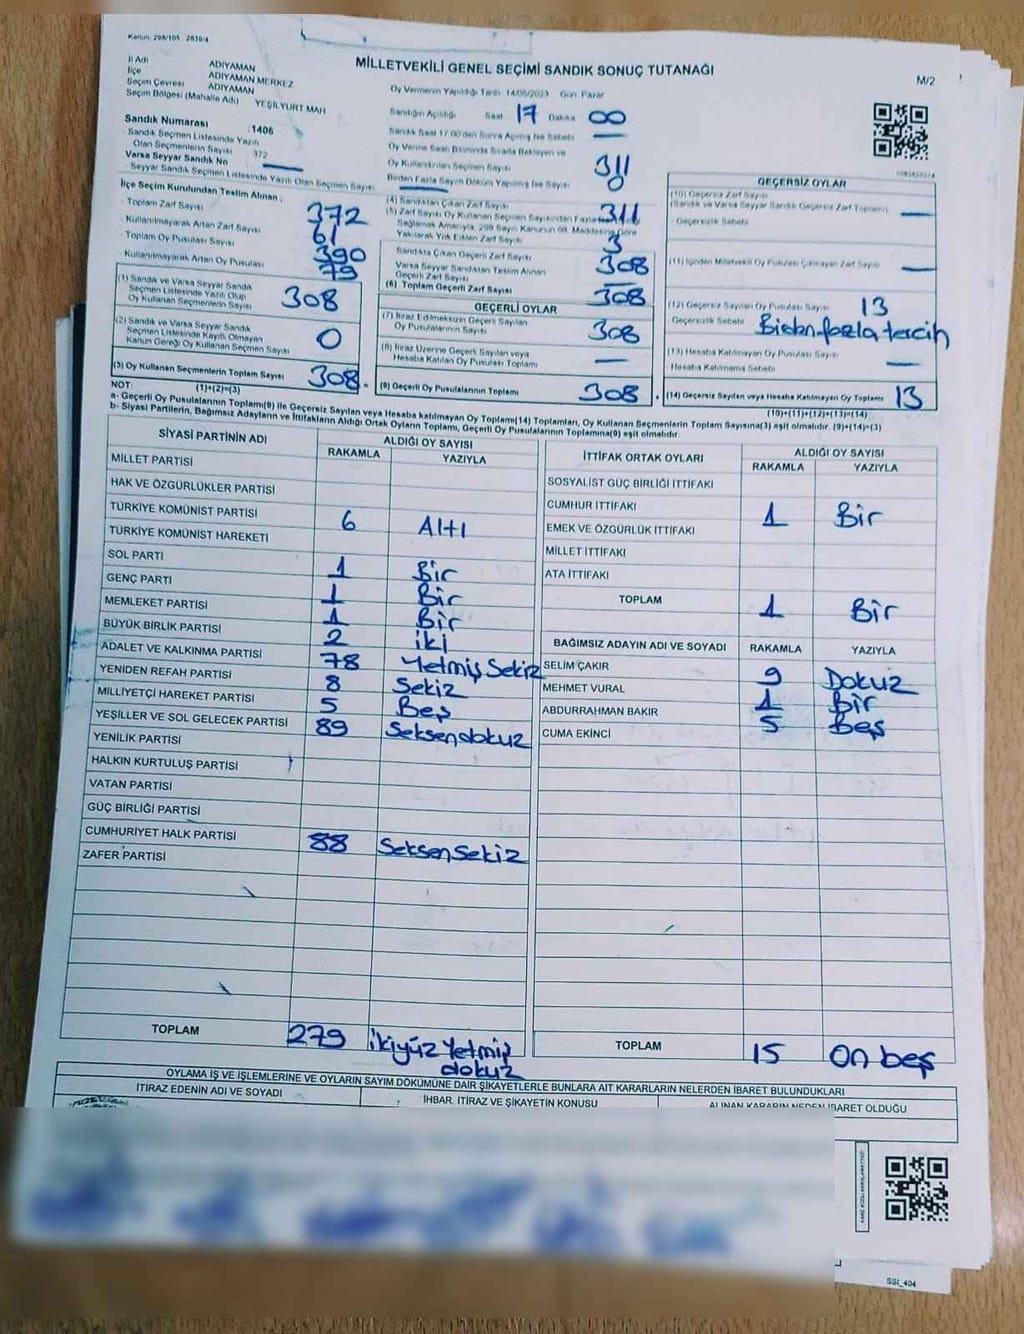 Kanun: 298/105 , 2839/4
MİLLETVEKİLİ GENEL SEÇİMİ SANDIK SONUÇ TUTANAĞI
M/2
İl Adı ADIYAMAN
İlçe ADIYAMAN MERKEZ
Seçim Çevresi ADIYAMAN
Seçim Bölgesi (Mahalle Adı) YEŞİLYURT MAH
Sandık Numarası : 1406
Sandık Seçmen Listesinde Yazılı
Olan Seçmenlerin Sayısı 372
Varsa Seyyar Sandık No
Seyyar Sandık Seçmen Listesinde Yazılı Olan Seçmen Sayısı
İlçe Seçim Kurulundan Teslim Alınan ;
Toplam Zarf Sayısı 372
Kullanılmayarak Artan Zarf Sayısı 61
Toplam Oy Pusulası Sayısı 390
Kullanılmayarak Artan Oy Pusulası 79
(1) Sandık ve Varsa Seyyar Sandık
Seçmen Listesinde Yazılı Olup
Oy Kullanan Seçmenlerin Sayısı 308
(2) Sandık ve Varsa Seyyar Sandık
Seçmen Listesinde Kayıtlı Olmayan
Kanun Gereği Oy Kullanan Seçmen Sayısı 0
(3) Oy Kullanan Seçmenlerin Toplam Sayısı 308
Oy Vermenin Yapıldığı Tarih 14/05/2023 Gün Pazar
Sandığın Açıldığı Saat 17 Dakika 00
Sandık Saat 17:00'den Sonra Açılmış İse Sebebi
Oy Verme Saati Bitiminde Sırada Bekleyen ve
Oy Kullandırılan Seçmen Sayısı 311
Birden Fazla Sayım Döküm Yapılmış İse Sayısı 0
(4) Sandıktan Çıkan Zarf Sayısı 311
(5) Zarf Sayısı Oy Kullanan Seçmen Sayısından Fazla
Sağlamak Amacıyla, 298 Sayılı Kanunun 98. Maddesine Göre
Yakılarak Yok Edilen Zarf Sayısı 3
Sandıkta Çıkan Geçerli Zarf Sayısı 308
Varsa Seyyar Sandıktan Teslim Alınan
Geçerli Zarf Sayısı
(6) Toplam Geçerli Zarf Sayısı 308
GEÇERLİ OYLAR
(7) İtiraz Edilmeksizin Geçerli Sayılan
Oy Pusulalarının Sayısı 308
(8) İtiraz Üzerine Geçerli Sayılan veya
Hesaba Katılan Oy Pusulası Toplamı
(9) Geçerli Oy Pusulalarının Toplamı 308
GEÇERSİZ OYLAR
(10) Geçersiz Zarf Sayısı
(Sandık ve Varsa Seyyar Sandık Geçersiz Zarf Toplamı)
Geçersizlik Sebebi
(11) İçinden Milletvekili Oy Pusulası Çıkmayan Zarf Sayısı
(12) Geçersiz Sayılan Oy Pusulası Sayısı 13
Geçersizlik Sebebi Birden fazla tercih
(13) Hesaba Katılmayan Oy Pusulası Sayısı
Hesaba Katılmama Sebebi
(14) Geçersiz Sayılan veya Hesaba Katılmayan Oy Toplamı 13
NOT: (1)+(2)=(3)
(10)+(11)+(12)+(13)=(14)
a- Geçerli Oy Pusulaları Toplamı(9) ile Geçersiz Sayılan veya Hesaba katılmayan Oy Toplamı(14) Toplamları, Oy Kullanan Seçmenlerin Toplam Sayısına(3) eşit olmalıdır. (9)+(14)=(3)
b- Siyasi Partilerin, Bağımsız Adayların ve İttifakların Aldığı Ortak Oyların Toplamı, Geçerli Oy Pusulalarının Toplamına(9) eşit olmalıdır.
SİYASİ PARTİNİN ADI
ALDIĞI OY SAYISI
RAKAMLA YAZIYLA
MİLLET PARTİSİ
HAK VE ÖZGÜRLÜKLER PARTİSİ
TÜRKİYE KOMÜNİST PARTİSİ 6 Altı
TÜRKİYE KOMÜNİST HAREKETİ
SOL PARTİ 1 Bir
GENÇ PARTİ 1 Bir
MEMLEKET PARTİSİ 1 Bir
BÜYÜK BİRLİK PARTİSİ 2 iki
ADALET VE KALKINMA PARTİSİ 78 Yetmiş Sekiz
YENİDEN REFAH PARTİSİ 8 Sekiz
MİLLİYETÇİ HAREKET PARTİSİ 5 Beş
YEŞİLLER VE SOL GELECEK PARTİSİ 89 Seksendokuz
YENİLİK PARTİSİ
HALKIN KURTULUŞ PARTİSİ
VATAN PARTİSİ
GÜÇ BİRLİĞİ PARTİSİ
CUMHURİYET HALK PARTİSİ 88 Seksen Sekiz
ZAFER PARTİSİ
TOPLAM 279 ikiyüz Yetmiş
dokuz
İTTİFAK ORTAK OYLARI
ALDIĞI OY SAYISI
RAKAMLA YAZIYLA
SOSYALİST GÜÇ BİRLİĞİ İTTİFAKI
CUMHUR İTTİFAKI 1 Bir
EMEK VE ÖZGÜRLÜK İTTİFAKI
MİLLET İTTİFAKI
ATA İTTİFAKI
TOPLAM 1 Bir
BAĞIMSIZ ADAYIN ADI VE SOYADI RAKAMLA YAZIYLA
SELİM ÇAKIR 9 Dokuz
MEHMET VURAL 1 Bir
ABDURRAHMAN BAKIR 5 Beş
CUMA EKİNCİ
TOPLAM 15 On beş
OYLAMA İŞ VE İŞLEMLERİNE VE OYLARIN SAYIM DÖKÜMÜNE DAİR ŞİKAYETLERLE BUNLARA AİT KARARLARIN NELERDEN İBARET BULUNDUKLARI
İTİRAZ EDENİN ADI VE SOYADI
İHBAR, İTİRAZ VE ŞİKAYETİN KONUSU
ALINAN KARARIN NEDEN İBARET OLDUĞU
SSI_404